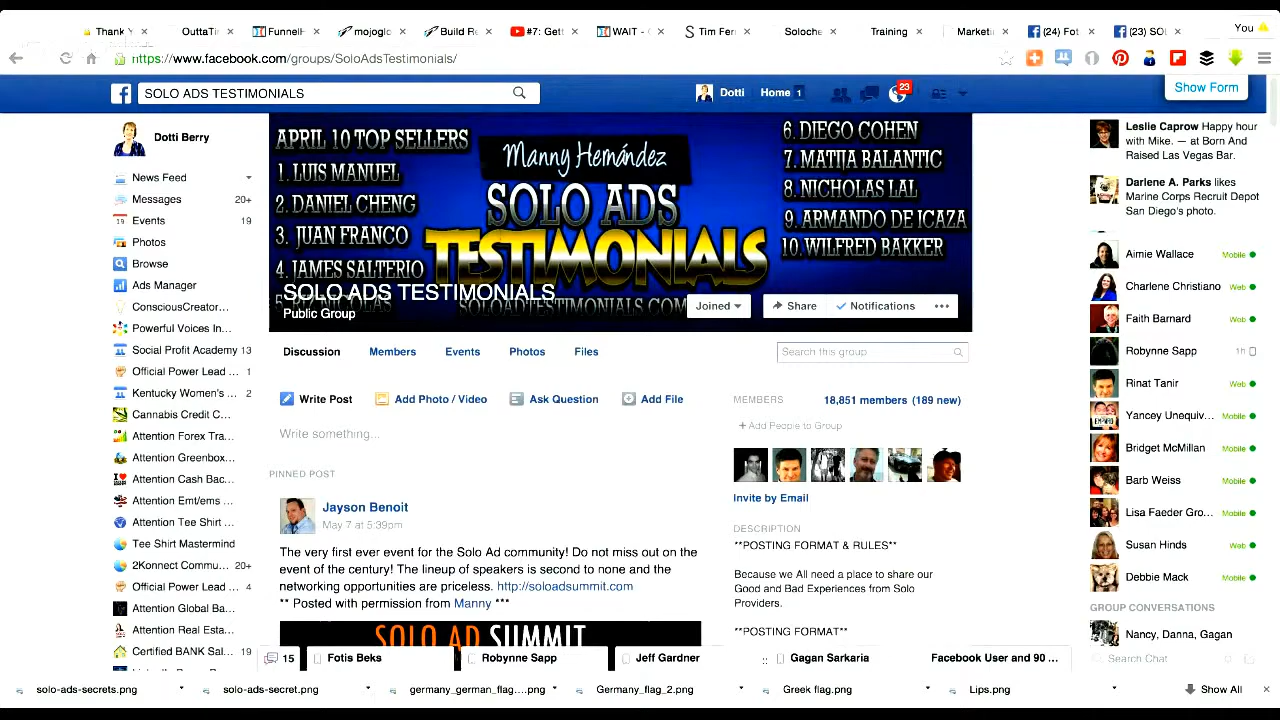 Thank Y
OuttaTi
FunnelF
mojoglo
Build Re
#7: Getl
WAIT - C
Tim Ferr
Soloche
Training
Marketi
(24) Fot
(23) SO
You
https://www.facebook.com/groups/SoloAdsTestimonials/
SOLO ADS TESTIMONIALS
Dotti
Home 1
23
Show Form
Dotti Berry
News Feed
Messages 20+
19 Events 19
Photos
Browse
Ads Manager
ConsciousCreator...
Powerful Voices In...
Social Profit Academy 13
Official Power Lead ... 1
Kentucky Women's ... 2
Cannabis Credit C...
Attention Forex Tra...
Attention Greenbox...
Attention Cash Bac...
Attention Emt/ems ...
Attention Tee Shirt ...
Tee Shirt Mastermind
2Konnect Commu... 20+
Official Power Lead ... 4
Attention Global Ba...
Attention Real Esta...
Certified BANK Sal... 19
APRIL 10 TOP SELLERS
1. LUIS MANUEL
2. DANIEL CHENG
3. JUAN FRANCO
4. JAMES SALTERIO
Manny Hernández
SOLO ADS
TESTIMONIALS
SOLOADTESTIMONIALS.COM
6. DIEGO COHEN
7. MATIJA BALANTIC
8. NICHOLAS LAL
9. ARMANDO DE ICAZA
10. WILFRED BAKKER
SOLO ADS TESTIMONIALS
Public Group
Joined
Share
Notifications
Discussion Members Events Photos Files
Search this group
Write Post Add Photo / Video Ask Question Add File
Write something...
PINNED POST
Jayson Benoit
May 7 at 5:39pm
The very first ever event for the Solo Ad community! Do not miss out on the
event of the century! The lineup of speakers is second to none and the
networking opportunities are priceless. http://soloadsummit.com
** Posted with permission from Manny ***
SOLO AD SUMMIT
MEMBERS 18,851 members (189 new)
+ Add People to Group
Invite by Email
DESCRIPTION
**POSTING FORMAT & RULES**
Because we All need a place to share our
Good and Bad Experiences from Solo
Providers.
**POSTING FORMAT**
Leslie Caprow Happy
hour
with Mike. — at Born And
Raised Las Vegas Bar.
Darlene A. Parks likes
Marine Corps Recruit Depot
San Diego's photo.
Aimie Wallace Mobile
Charlene Christiano Web
Faith Barnard Web
Robynne Sapp 1h
Rinat Tanir Web
Yancey Unequiv... Mobile
Bridget McMillan Mobile
Barb Weiss Mobile
Lisa Faeder Gro... Mobile
Susan Hinds Web
Debbie Mack Mobile
GROUP CONVERSATIONS
Nancy, Danna, Gagan
Search Chat
15
Fotis Beks
Robynne Sapp
Jeff Gardner
Gagan Sarkaria
Facebook User and 90 ...
solo-ads-secrets.png
solo-ads-secret.png
germany_german_flag....png
Germany_flag_2.png
Greek flag.png
Lips.png
Show All